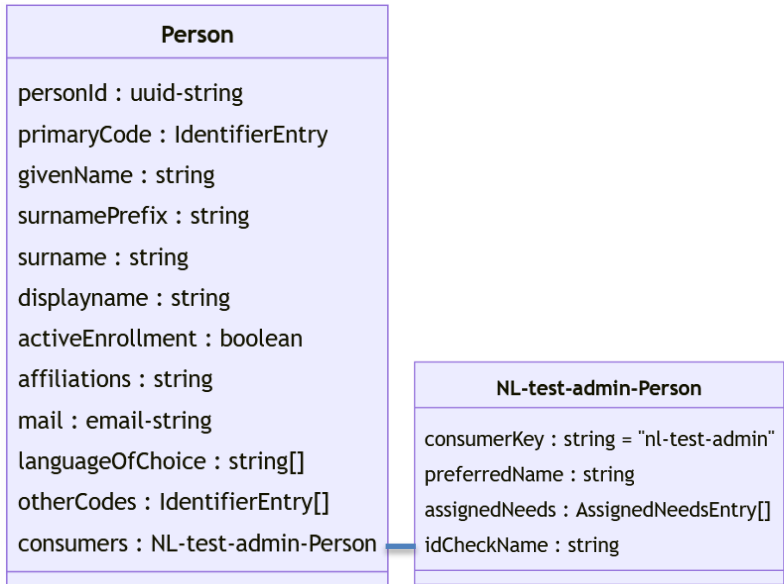 Person
personId : uuid-string
primaryCode : IdentifierEntry
givenName : string
surnamePrefix : string
surname : string
displayname : string
activeEnrollment : boolean
affiliations : string
mail : email-string
languageOfChoice : string[]
otherCodes : IdentifierEntry[]
consumers : NL-test-admin-Person
NL-test-admin-Person
consumerKey : string = "nl-test-admin"
preferredName : string
assignedNeeds : AssignedNeedsEntry[]
idCheckName : string